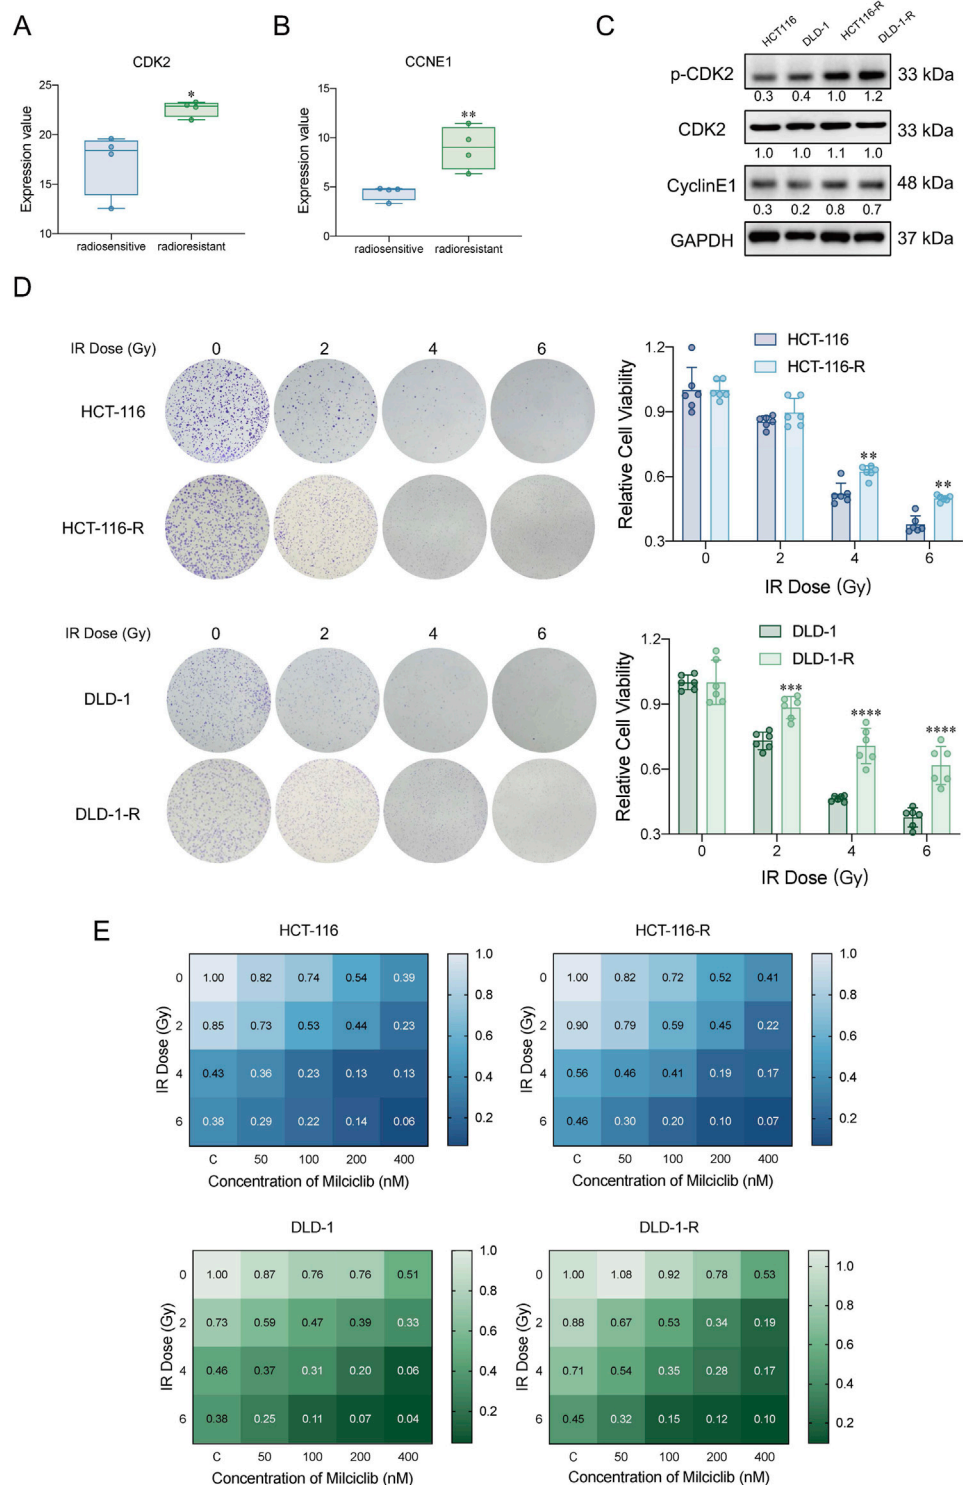 A
CDK2
Expression value
25
20
15
10
*
radiosensitive radioresistant
B
CCNE1
Expression value
15
10
5
0
**
radiosensitive radioresistant
C
HCT116 DLD-1 HCT116-R DLD-1-R
p-CDK2 33 kDa
0.3 0.4 1.0 1.2
CDK2 33 kDa
1.0 1.0 1.1 1.0
CyclinE1 48 kDa
0.3 0.2 0.8 0.7
GAPDH 37 kDa
D
IR Dose (Gy) 0 2 4 6
HCT-116
HCT-116-R
Relative Cell Viability
1.2
0.9
0.6
0.3
HCT-116
HCT-116-R
** **
0 2 4 6
IR Dose (Gy)
IR Dose (Gy) 0 2 4 6
DLD-1
DLD-1-R
Relative Cell Viability
1.2
0.9
0.6
0.3
DLD-1
DLD-1-R
*** **** ****
0 2 4 6
IR Dose (Gy)
E
HCT-116
IR Dose (Gy)
0 1.00 0.82 0.74 0.54 0.39
2 0.85 0.73 0.53 0.44 0.23
4 0.43 0.36 0.23 0.13 0.13
6 0.38 0.29 0.22 0.14 0.06
C 50 100 200 400
Concentration of Milciclib (nM)
1.0
0.8
0.6
0.4
0.2
HCT-116-R
IR Dose (Gy)
0 1.00 0.82 0.72 0.52 0.41
2 0.90 0.79 0.59 0.45 0.22
4 0.56 0.46 0.41 0.19 0.17
6 0.46 0.30 0.20 0.10 0.07
C 50 100 200 400
Concentration of Milciclib (nM)
1.0
0.8
0.6
0.4
0.2
DLD-1
IR Dose (Gy)
0 1.00 0.87 0.76 0.76 0.51
2 0.73 0.59 0.47 0.39 0.33
4 0.46 0.37 0.31 0.20 0.06
6 0.38 0.25 0.11 0.07 0.04
C 50 100 200 400
Concentration of Milciclib (nM)
1.0
0.8
0.6
0.4
0.2
DLD-1-R
IR Dose (Gy)
0 1.00 1.08 0.92 0.78 0.53
2 0.88 0.67 0.53 0.34 0.19
4 0.71 0.54 0.35 0.28 0.17
6 0.45 0.32 0.15 0.12 0.10
C 50 100 200 400
Concentration of Milciclib (nM)
1.0
0.8
0.6
0.4
0.2